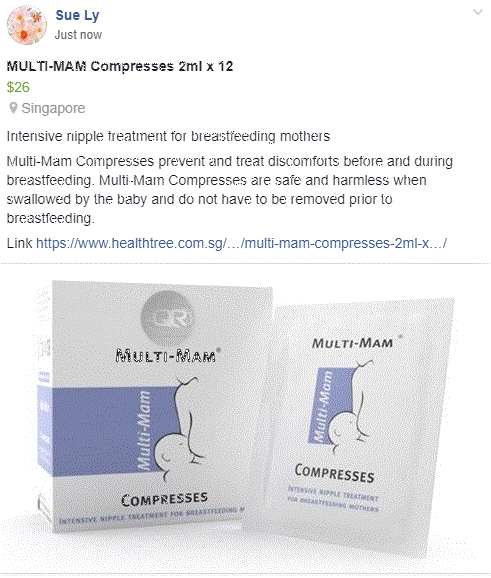 Sue Ly
Just now
MULTI-MAM Compresses 2ml x 12
$26
Singapore
Intensive nipple treatment for breastfeeding mothers
Multi-Mam Compresses prevent and treat discomforts before and during
breastfeeding. Multi-Mam Compresses are safe and harmless when
swallowed by the baby and do not have to be removed prior to
breastfeeding.
Link https://www.healthtree.com.sg/…/multi-mam-compresses-2ml-x…/
MULTI-MAM®
Multi-Mam
COMPRESSES
INTENSIVE NIPPLE TREATMENT FOR BREASTFEEDING
MULTI-MAM®
Multi-Mam
COMPRESSES
INTENSIVE NIPPLE TREATMENT
FOR BREASTFEEDING MOTHERS